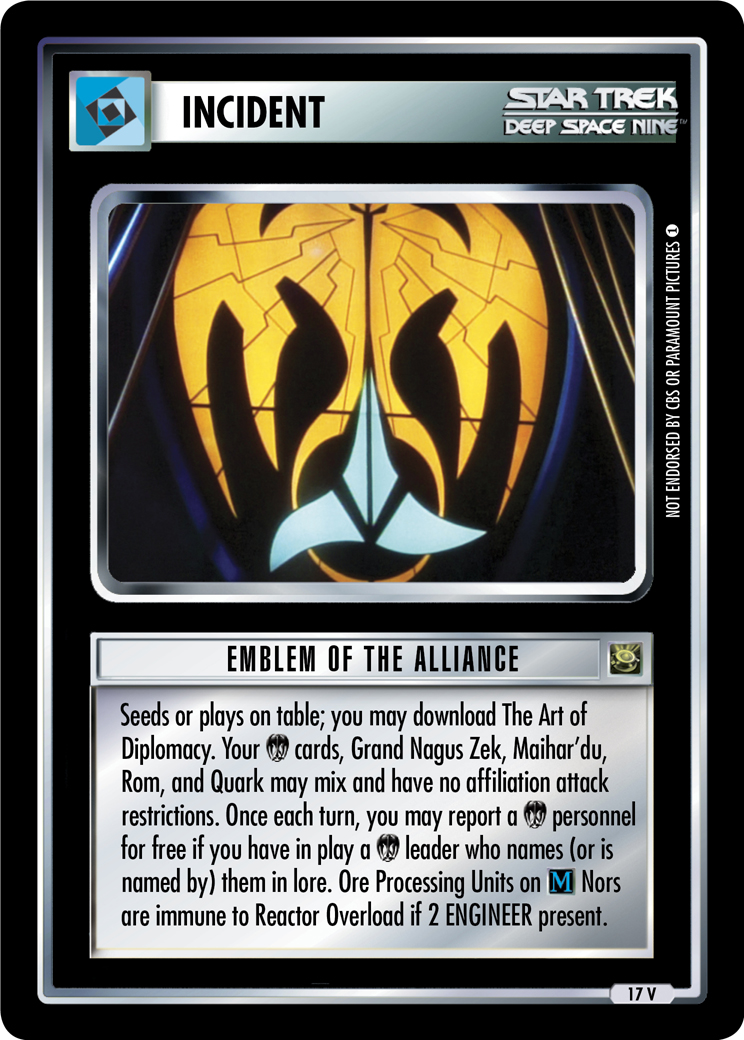 INCIDENT
STAR TREK
DEEP SPACE NINE™
NOT ENDORSED BY CBS OR PARAMOUNT PICTURES 1
EMBLEM OF THE ALLIANCE
Seeds or plays on table; you may download The Art of
Diplomacy. Your cards, Grand Nagus Zek, Maihar’du,
Rom, and Quark may mix and have no affiliation attack
restrictions. Once each turn, you may report a personnel
for free if you have in play a leader who names (or is
named by) them in lore. Ore Processing Units on M Nors
are immune to Reactor Overload if 2 ENGINEER present.
17 V